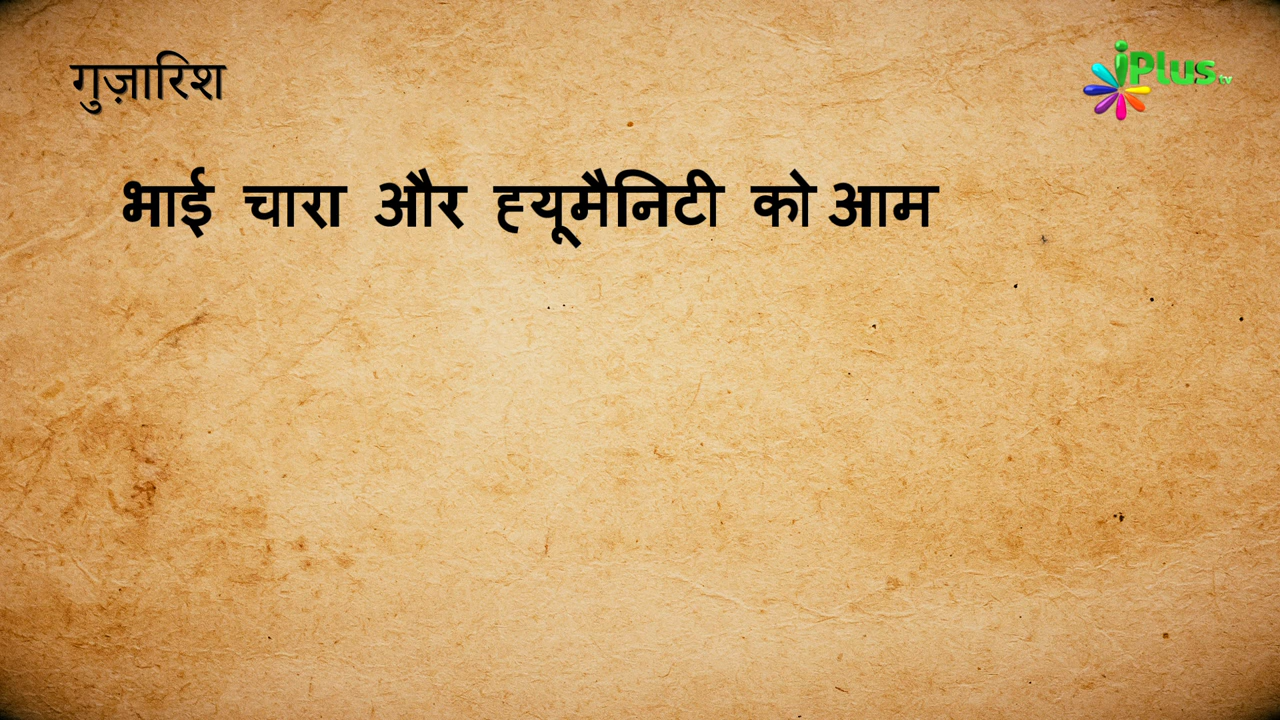 गुज़ारिश
iPlus tv
भाई चारा और ह्यूमैनिटी को आम